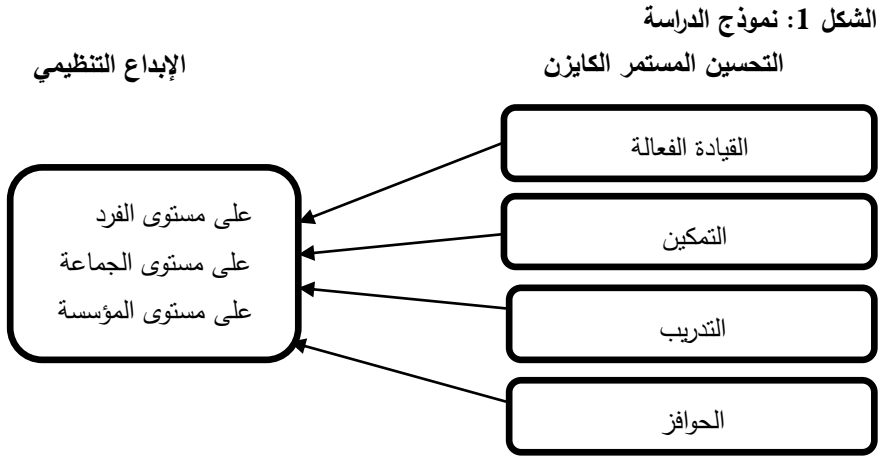 الشكل 1: نموذج الدراسة
التحسين المستمر الكايزن
الإبداع التنظيمي
القيادة الفعالة
التمكين
التدريب
الحوافز
على مستوى الفرد
على مستوى الجماعة
على مستوى المؤسسة